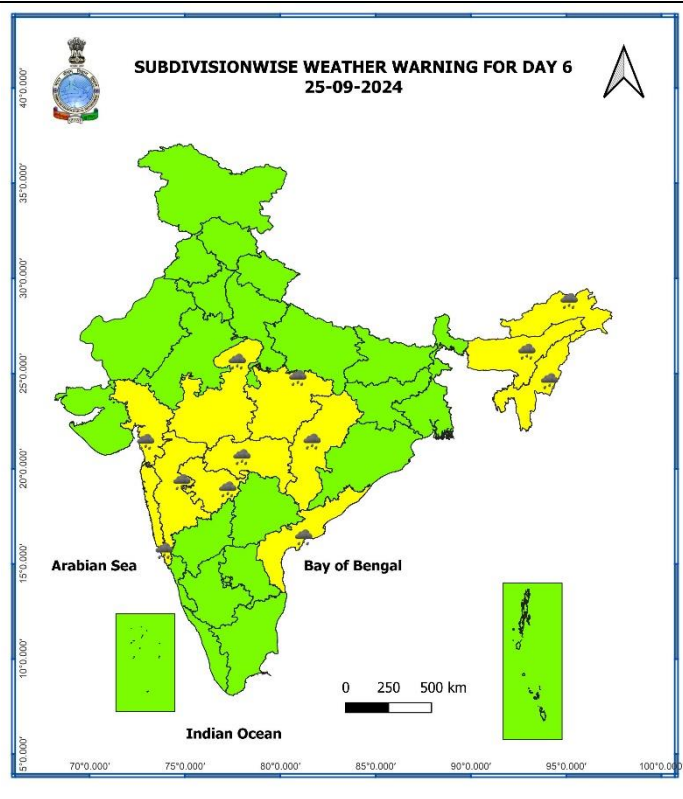 SUBDIVISIONWISE WEATHER WARNING FOR DAY 6
25-09-2024
40°0.000'
35°0.000'
30°0.000'
25°0.000'
20°0.000'
15°0.000'
10°0.000'
5°0.000'
Arabian Sea
Bay of Bengal
0 250 500 km
Indian Ocean
70°0.000' 75°0.000' 80°0.000' 85°0.000' 90°0.000' 95°0.000' 100°0.000'